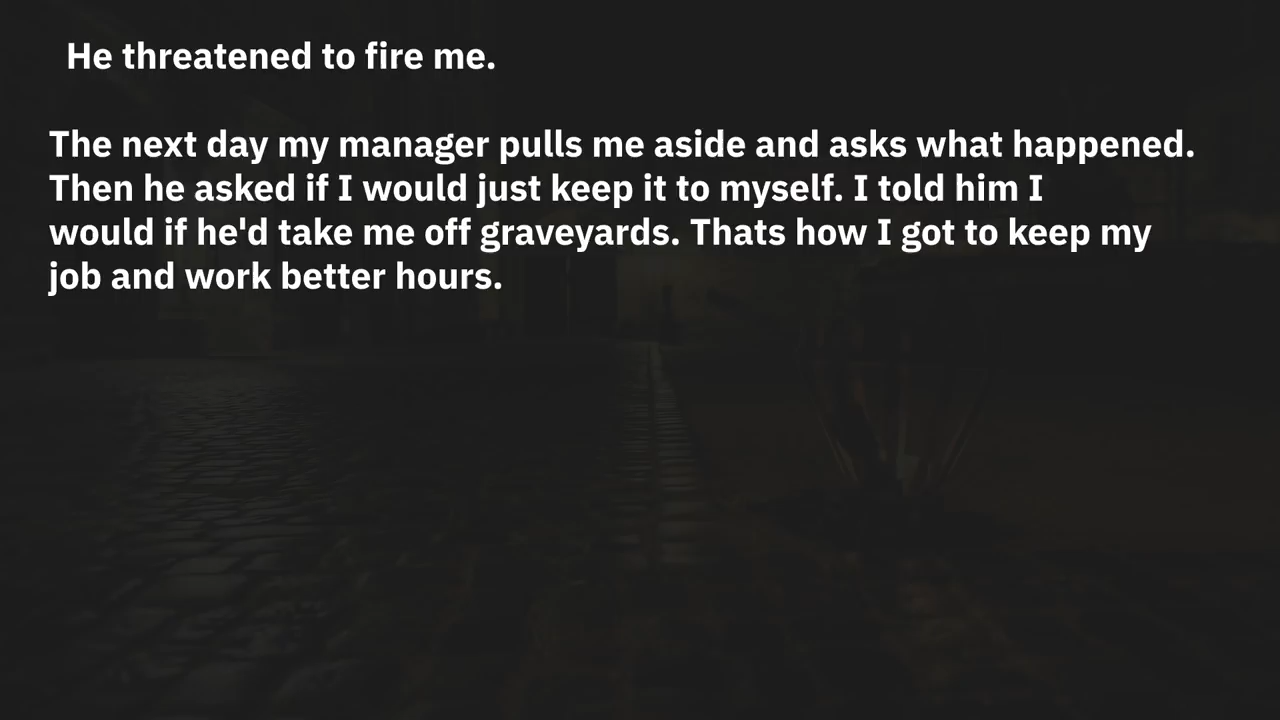 He threatened to fire me.
The next day my manager pulls me aside and asks what happened.
Then he asked if I would just keep it to myself. I told him I
would if he'd take me off graveyards. Thats how I got to keep my
job and work better hours.